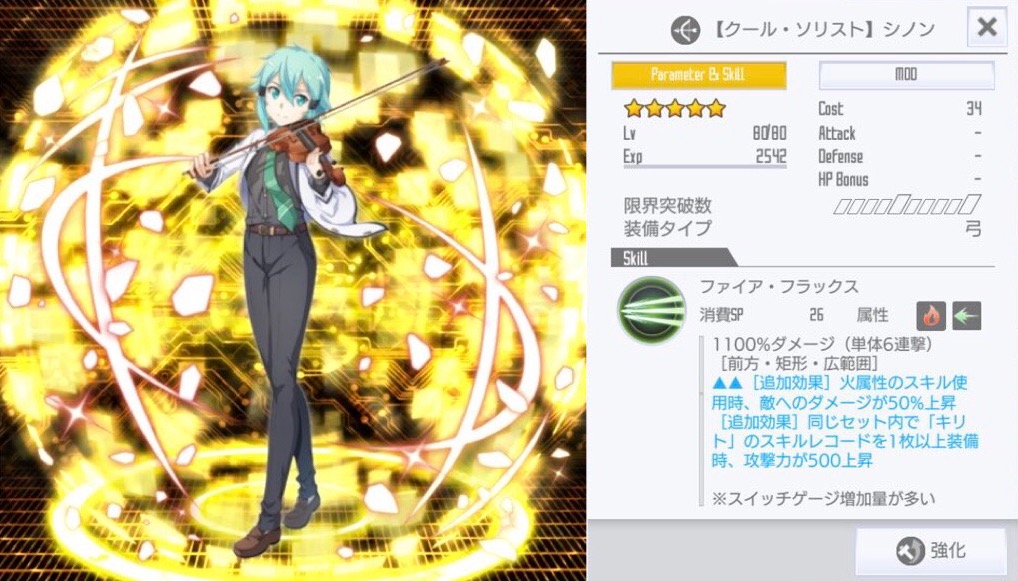 【クール・ソリスト】シノン
Parameter & Skill
MOD
Lv 80/80
Exp 2542
Cost 34
Attack -
Defense -
HP Bonus -
限界突破数
装備タイプ 弓
Skill
ファイア・フラックス
消費SP 26 属性
1100%ダメージ（単体6連撃）
［前方・矩形・広範囲］
▲▲［追加効果］火属性のスキル使
用時、敵へのダメージが50%上昇
［追加効果］同じセット内で「キリ
ト」のスキルレコードを1枚以上装備
時、攻撃力が500上昇
※スイッチゲージ増加量が多い
強化